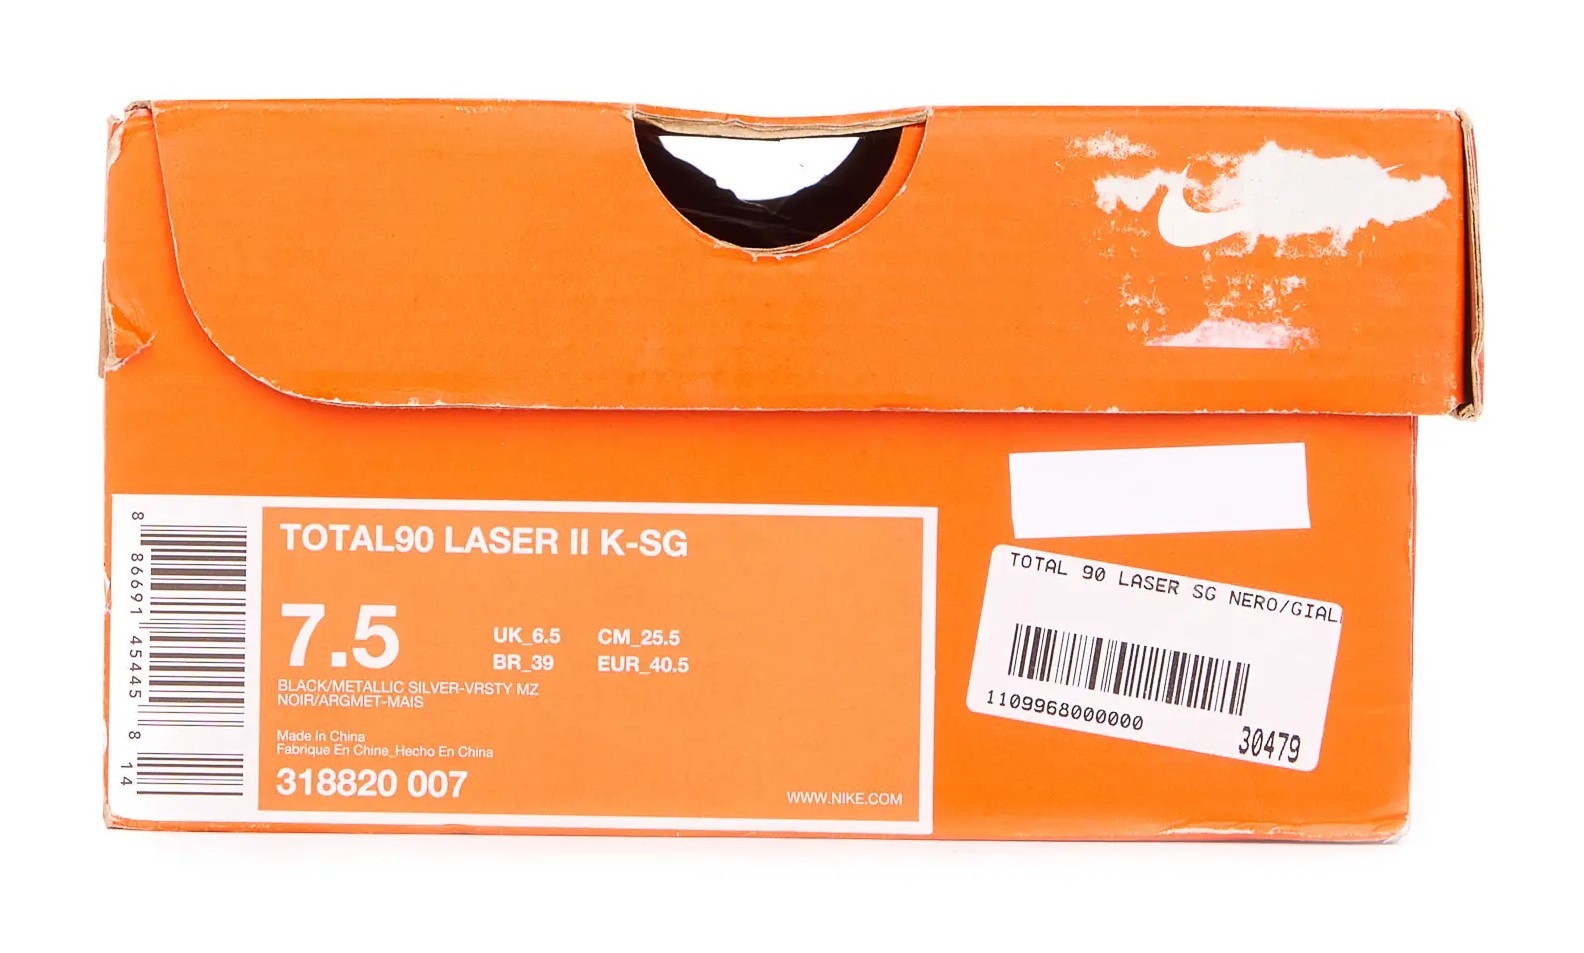 8
86691
45445
8
14
TOTAL90 LASER II K-SG
7.5
UK_6.5 CM_25.5
BR_39 EUR_40.5
BLACK/METALLIC SILVER-VRSTY MZ
NOIR/ARGMET-MAIS
Made In China
Fabrique En Chine_Hecho En China
318820 007
WWW.NIKE.COM
TOTAL 90 LASER SG NERO/GIAL
1109968000000
30479